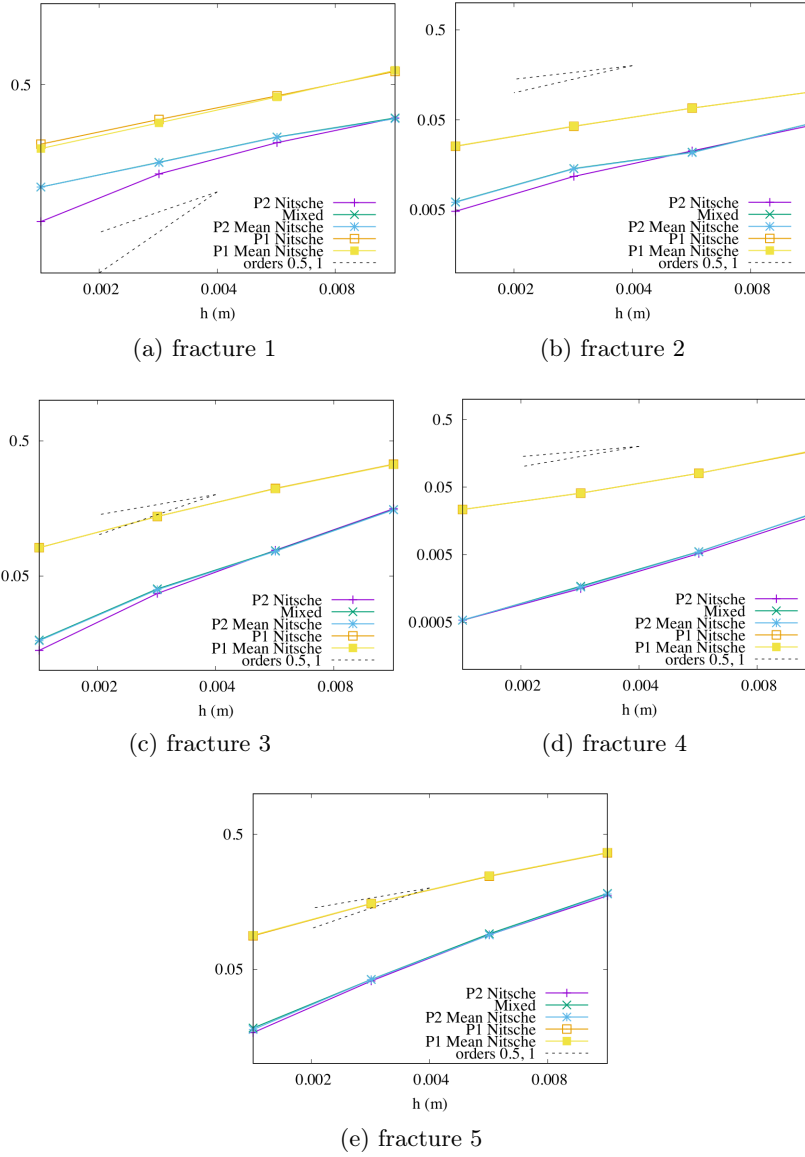 0.5
P2 Nitsche
Mixed
P2 Mean Nitsche
P1 Nitsche
P1 Mean Nitsche
orders 0.5, 1
0.002 0.004 0.008
h (m)
(a) fracture 1
0.5
0.05
0.005
P2 Nitsche
Mixed
P2 Mean Nitsche
P1 Nitsche
P1 Mean Nitsche
orders 0.5, 1
0.002 0.004 0.008
h (m)
(b) fracture 2
0.5
0.05
P2 Nitsche
Mixed
P2 Mean Nitsche
P1 Nitsche
P1 Mean Nitsche
orders 0.5, 1
0.002 0.004 0.008
h (m)
(c) fracture 3
0.5
0.05
0.005
0.0005
P2 Nitsche
Mixed
P2 Mean Nitsche
P1 Nitsche
P1 Mean Nitsche
orders 0.5, 1
0.002 0.004 0.008
h (m)
(d) fracture 4
0.5
0.05
P2 Nitsche
Mixed
P2 Mean Nitsche
P1 Nitsche
P1 Mean Nitsche
orders 0.5, 1
0.002 0.004 0.008
h (m)
(e) fracture 5